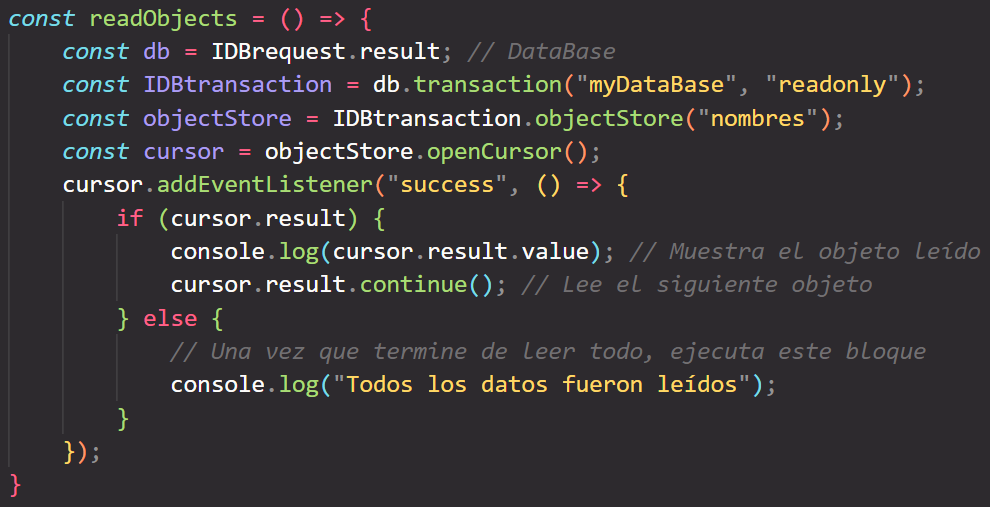 const readObjects = () => {
    const db = IDBrequest.result; // DataBase
    const IDBtransaction = db.transaction("myDataBase", "readonly");
    const objectStore = IDBtransaction.objectStore("nombres");
    const cursor = objectStore.openCursor();
    cursor.addEventListener("success", () => {
        if (cursor.result) {
            console.log(cursor.result.value); // Muestra el objeto leído
            cursor.result.continue(); // Lee el siguiente objeto
        } else {
            // Una vez que termine de leer todo, ejecuta este bloque
            console.log("Todos los datos fueron leídos");
        }
    });
}